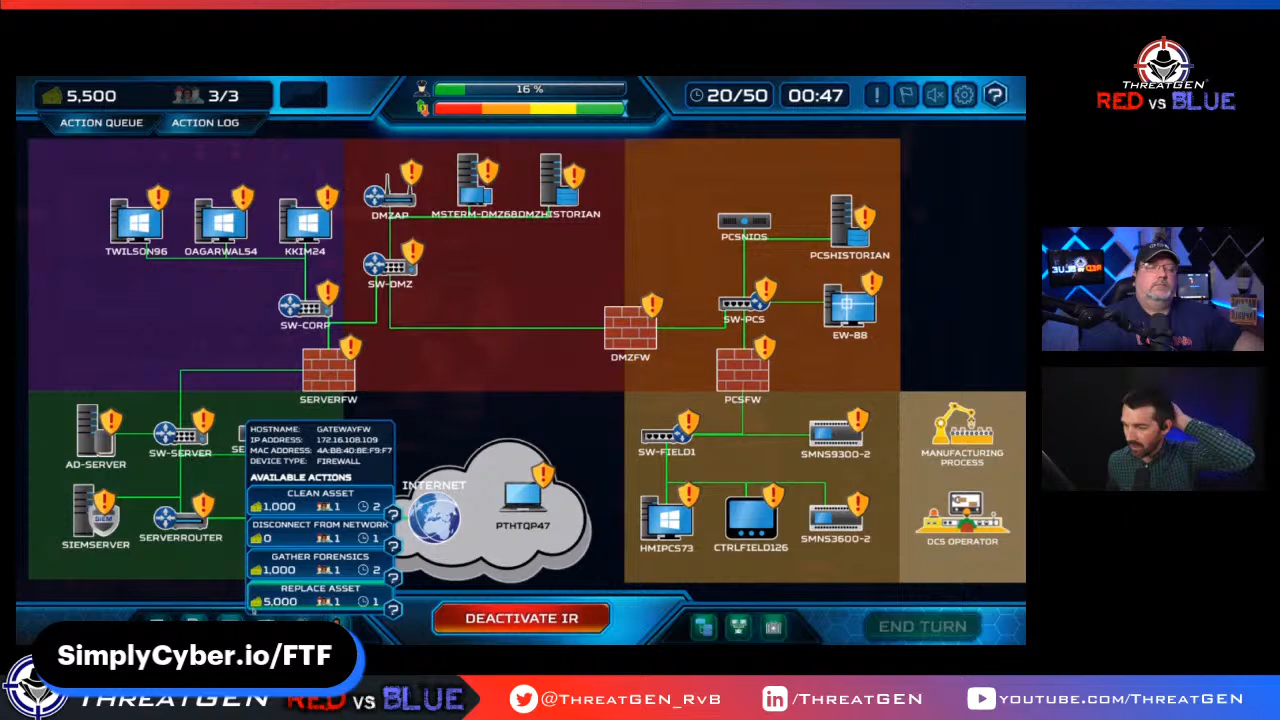 5,500
3/3
16 %
20/50
00:47
ACTION QUEUE
ACTION LOG
THREATGEN
RED vs BLUE
TWILSON96
OAGARWAL54
KKIM24
DMZAP
MSTERM-DMZ68
DMZHISTORIAN
PCSNIDS
PCSHISTORIAN
SW-DMZ
SW-CORP
SW-PCS
EW-88
DMZFW
SERVERFW
PCSFW
AD-SERVER
SW-SERVER
SE
HOSTNAME: GATEWAYFW
IP ADDRESS: 172.16.108.109
MAC ADDRESS: 4A:B8:40:8E:F9:F7
DEVICE TYPE: FIREWALL
AVAILABLE ACTIONS
CLEAN ASSET
1,000 1 2
DISCONNECT FROM NETWORK
0 1 1
GATHER FORENSICS
1,000 1 2
REPLACE ASSET
5,000 1 1
INTERNET
PTHTQP47
SW-FIELD1
SMNS9300-2
MANUFACTURING
PROCESS
SIEM
SIEMSERVER
SERVERROUTER
HMIPCS73
CTRLFIELD126
SMNS3600-2
DCS OPERATOR
DEACTIVATE IR
END TURN
SimplyCyber.io/FTF
THREATGEN RED vs BLUE
@THREATGEN_RVB
/THREATGEN
YOUTUBE.COM/THREATGEN